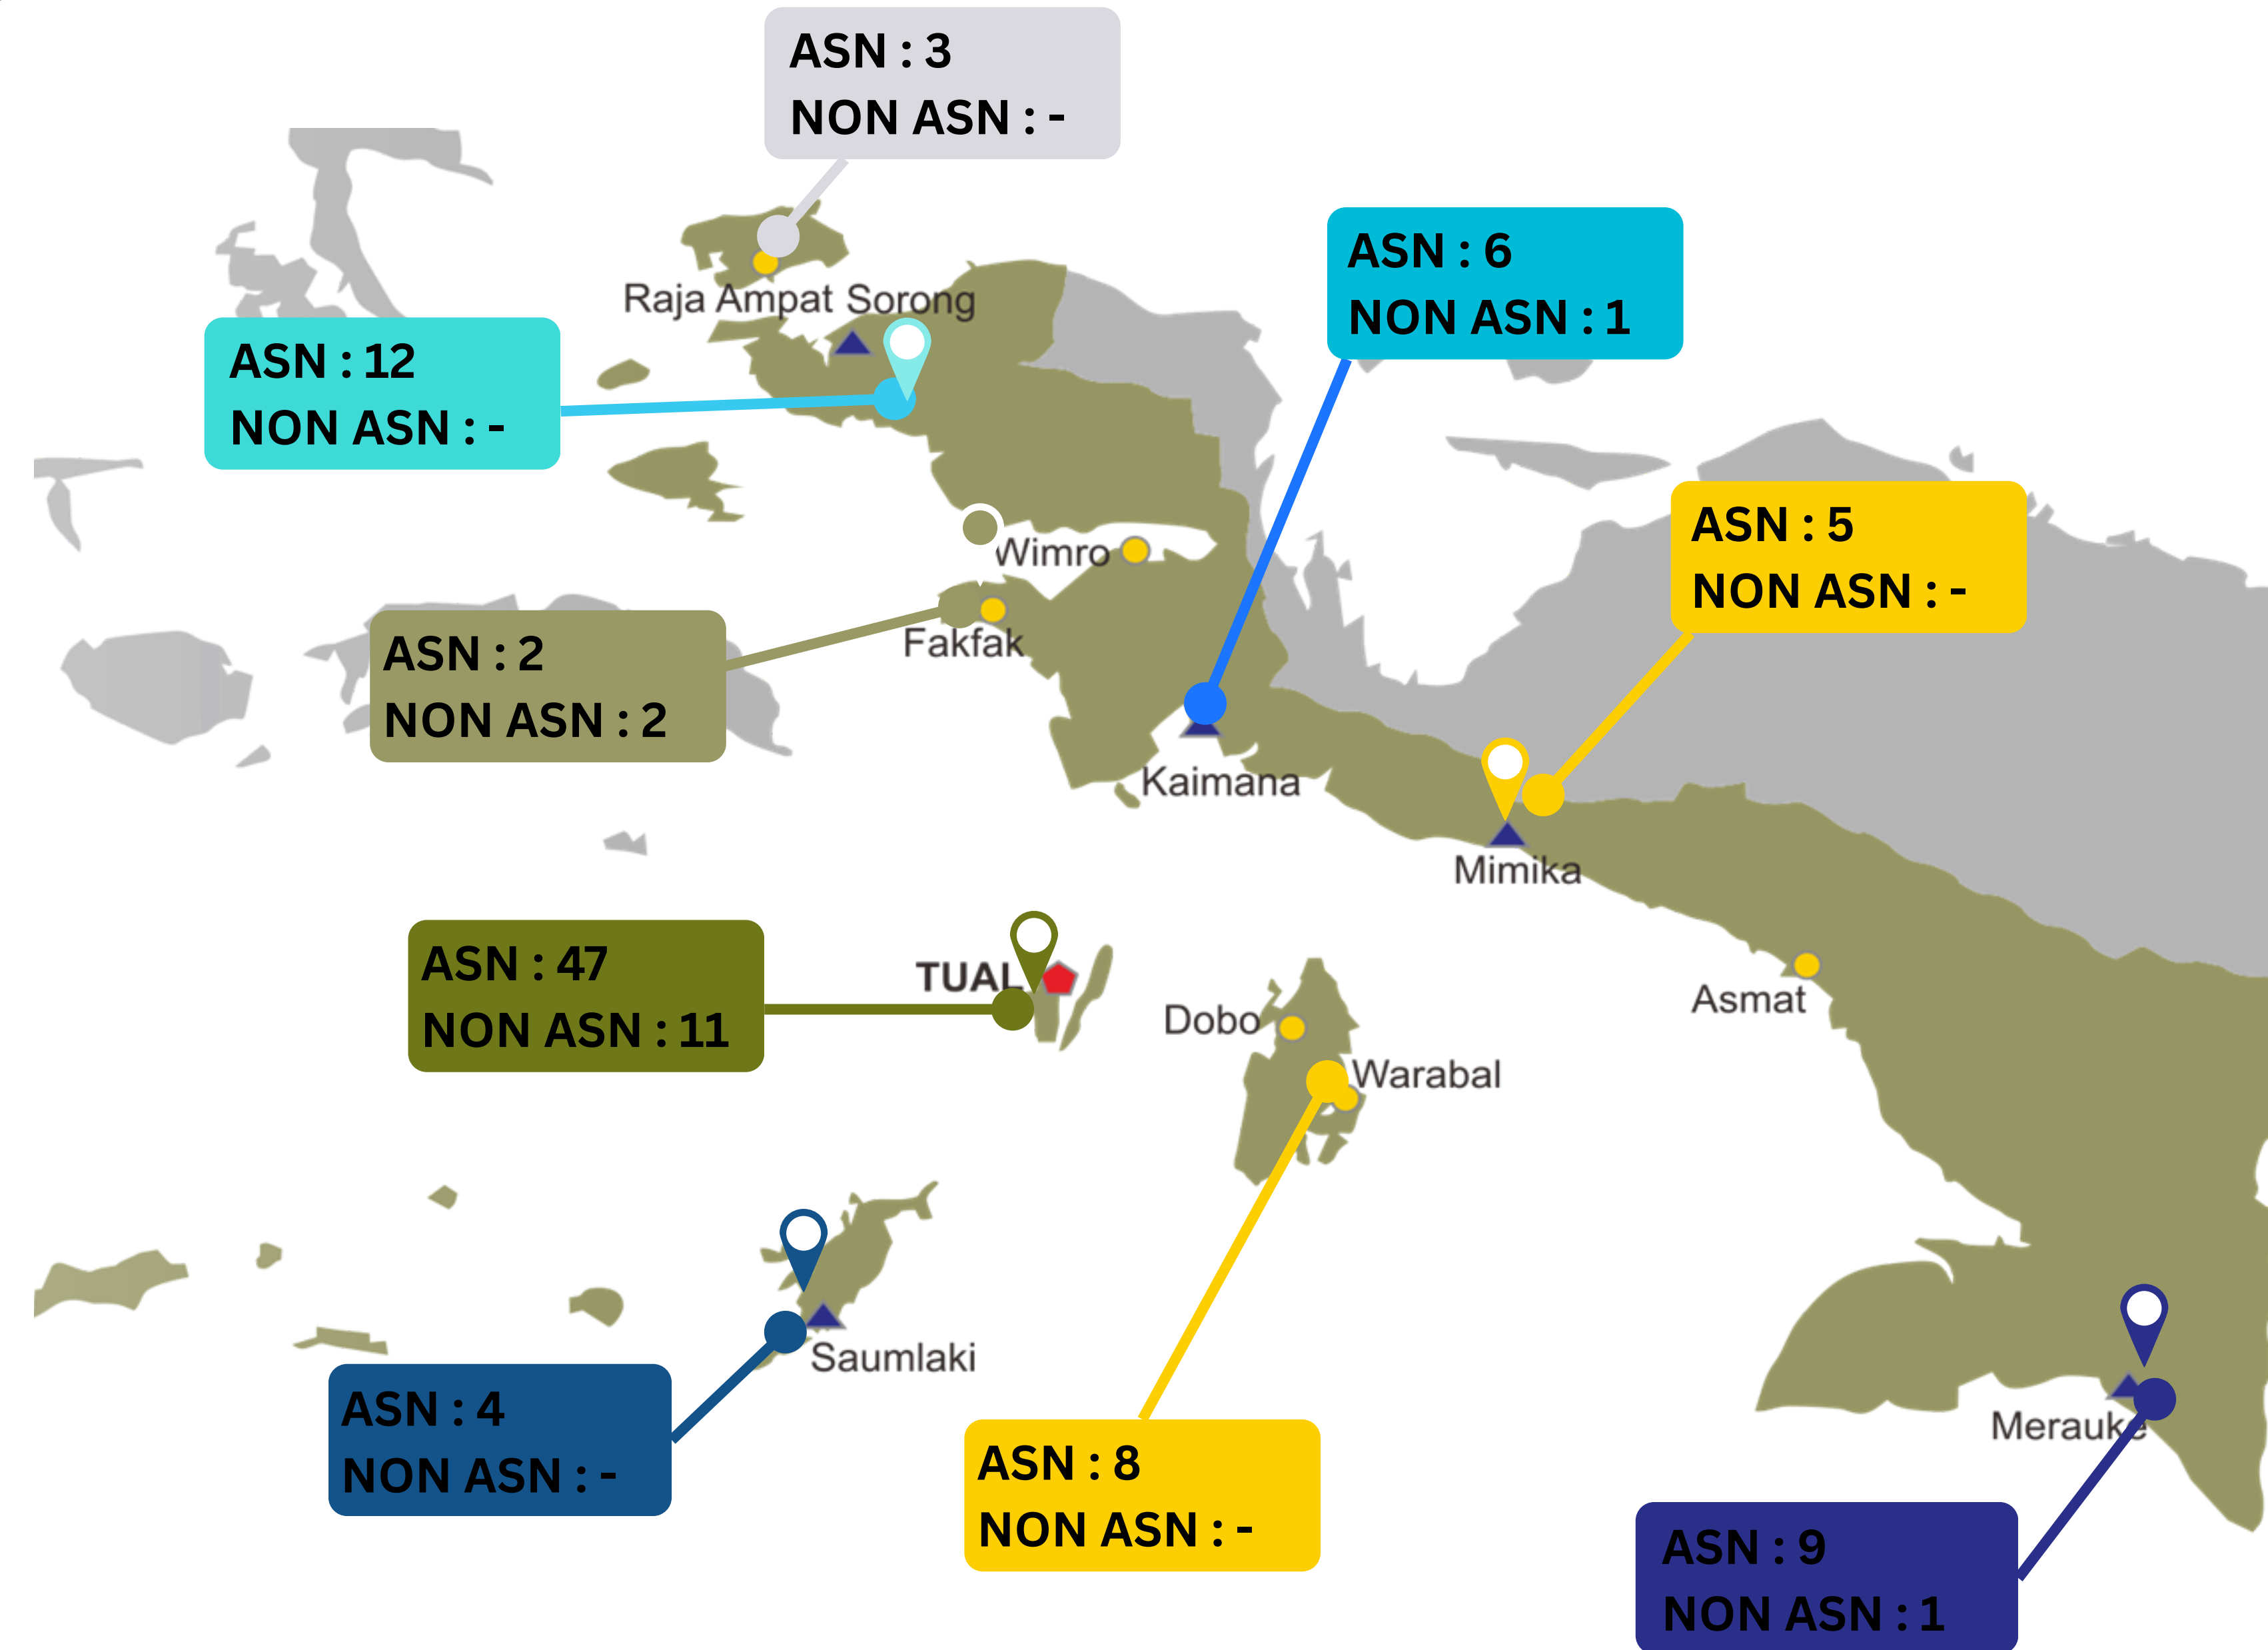 ASN : 3
NON ASN : -
ASN : 6
NON ASN : 1
Raja Ampat
Sorong
ASN : 12
NON ASN : -
ASN : 5
NON ASN : -
Wimro
Fakfak
ASN : 2
NON ASN : 2
Kaimana
Mimika
ASN : 47
NON ASN : 11
TUAL
Dobo
Asmat
Warabal
Saumlaki
ASN : 4
NON ASN : -
ASN : 8
NON ASN : -
Merauke
ASN : 9
NON ASN : 1